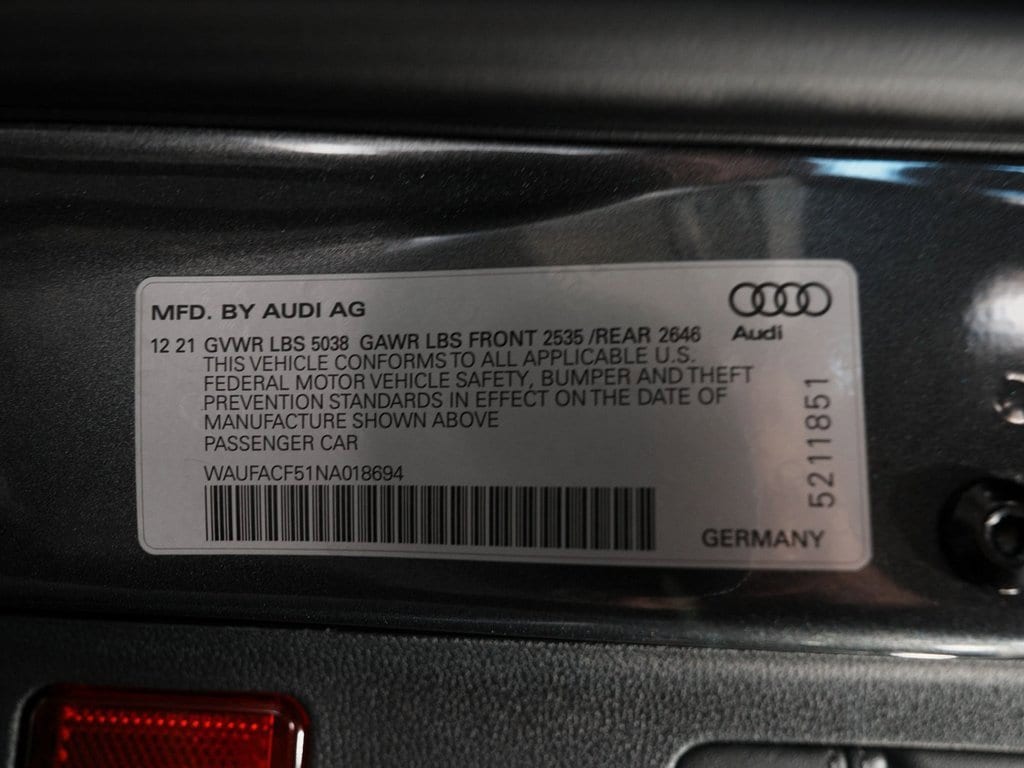 MFD. BY AUDI AG
Audi
12 21 GVWR LBS 5038 GAWR LBS FRONT 2535 /REAR 2646
THIS VEHICLE CONFORMS TO ALL APPLICABLE U.S.
FEDERAL MOTOR VEHICLE SAFETY, BUMPER AND THEFT
PREVENTION STANDARDS IN EFFECT ON THE DATE OF
MANUFACTURE SHOWN ABOVE
PASSENGER CAR
WAUFACF51NA018694
5211851
GERMANY